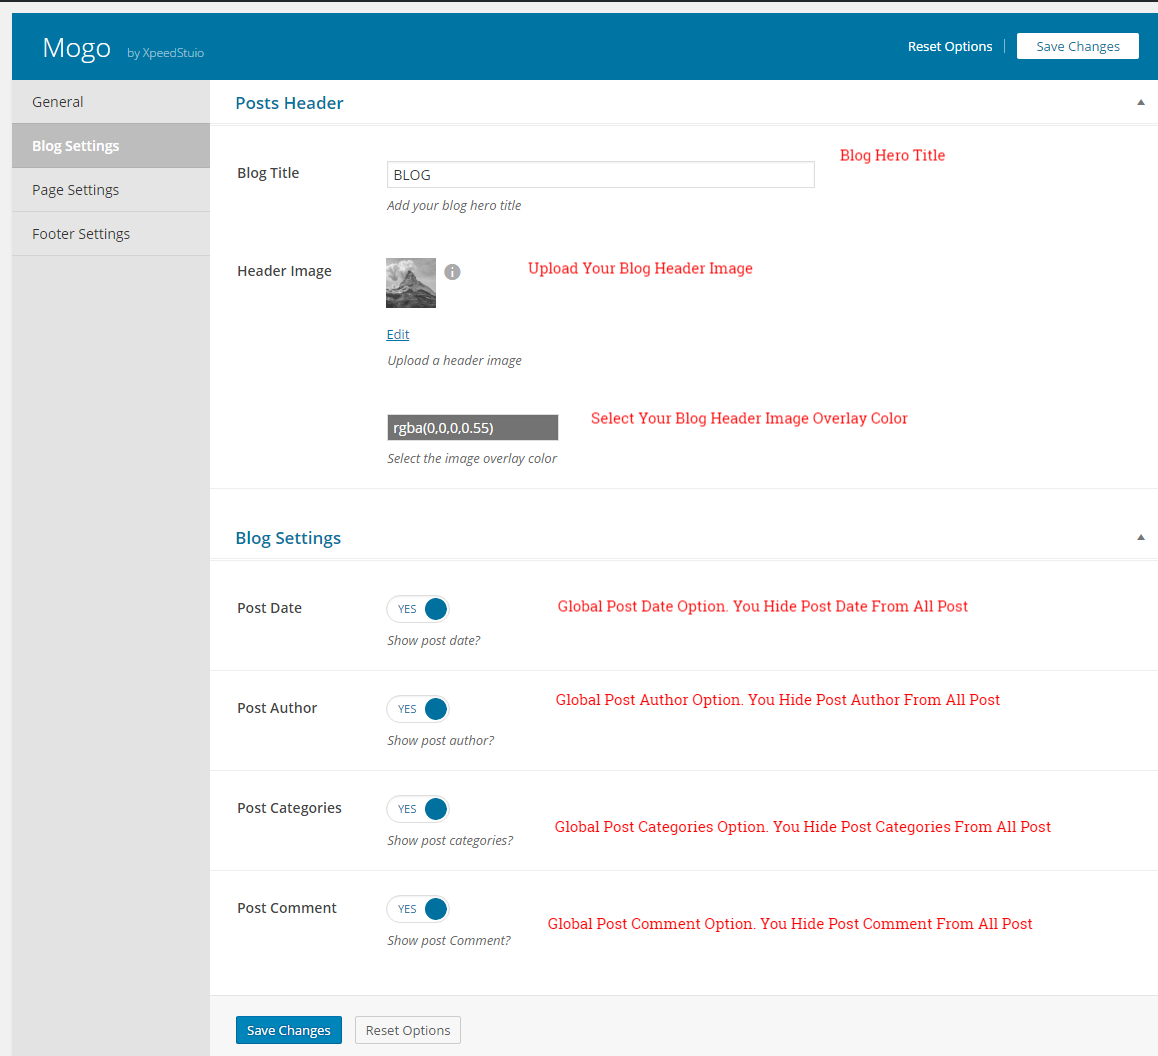 Mogo by XpeedStuio
Reset Options
Save Changes
General
Blog Settings
Page Settings
Footer Settings
Posts Header
Blog Title
BLOG
Add your blog hero title
Blog Hero Title
Header Image
Edit
Upload a header image
Upload Your Blog Header Image
rgba(0,0,0,0.55)
Select the image overlay color
Select Your Blog Header Image Overlay Color
Blog Settings
Post Date
YES
Show post date?
Global Post Date Option. You Hide Post Date From All Post
Post Author
YES
Show post author?
Global Post Author Option. You Hide Post Author From All Post
Post Categories
YES
Show post categories?
Global Post Categories Option. You Hide Post Categories From All Post
Post Comment
YES
Show post Comment?
Global Post Comment Option. You Hide Post Comment From All Post
Save Changes
Reset Options